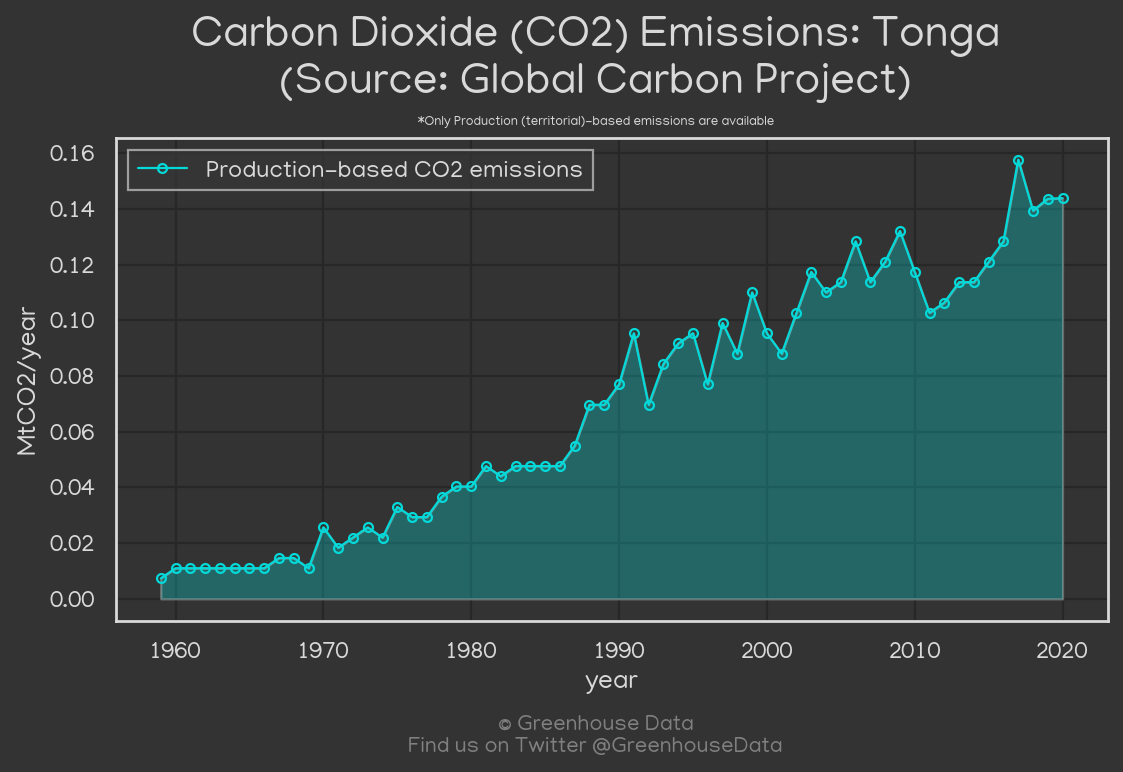 Carbon Dioxide (CO2) Emissions: Tonga
(Source: Global Carbon Project)
*Only Production (territorial)-based emissions are available
Production-based CO2 emissions
0.16
0.14
0.12
0.10
0.08
0.06
0.04
0.02
0.00
MtCO2/year
1960 1970 1980 1990 2000 2010 2020
year
© Greenhouse Data
Find us on Twitter @GreenhouseData